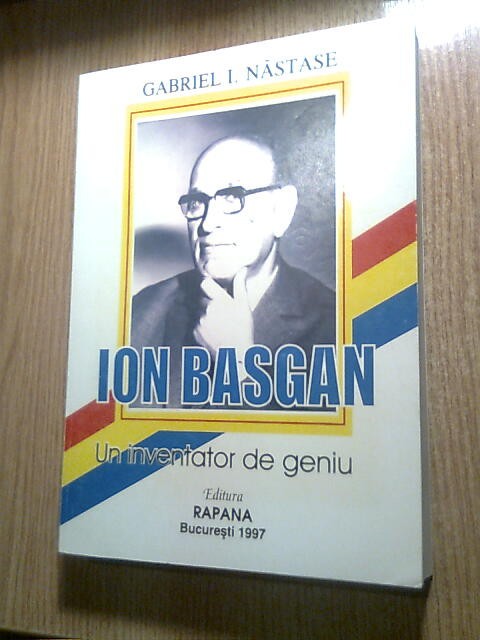 GABRIEL I. NĂSTASE
ION BASGAN
Un inventator de geniu
Editura
RAPANA
București 1997